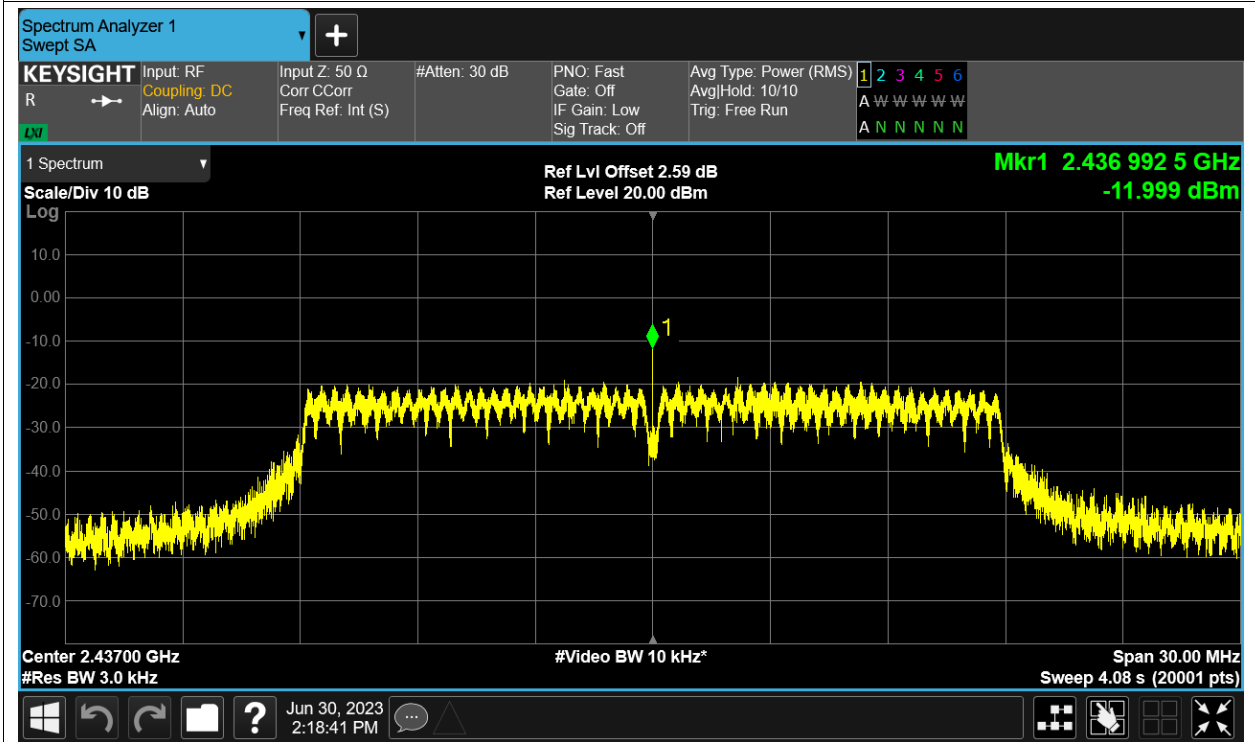 Spectrum Analyzer 1
Swept SA
+
KEYSIGHT
R
LXI
Input: RF
Coupling: DC
Align: Auto
Input Z: 50 Ω
Corr CCorr
Freq Ref: Int (S)
#Atten: 30 dB
PNO: Fast
Gate: Off
IF Gain: Low
Sig Track: Off
Avg Type: Power (RMS)
Avg|Hold: 10/10
Trig: Free Run
1 2 3 4 5 6
A W W W W W
A N N N N N
1 Spectrum
Scale/Div 10 dB
Log
Ref Lvl Offset 2.59 dB
Ref Level 20.00 dBm
Mkr1 2.436 992 5 GHz
-11.999 dBm
10.0
0.00
-10.0
-20.0
-30.0
-40.0
-50.0
-60.0
-70.0
1
Center 2.43700 GHz
#Res BW 3.0 kHz
#Video BW 10 kHz*
Span 30.00 MHz
Sweep 4.08 s (20001 pts)
?
Jun 30, 2023
2:18:41 PM